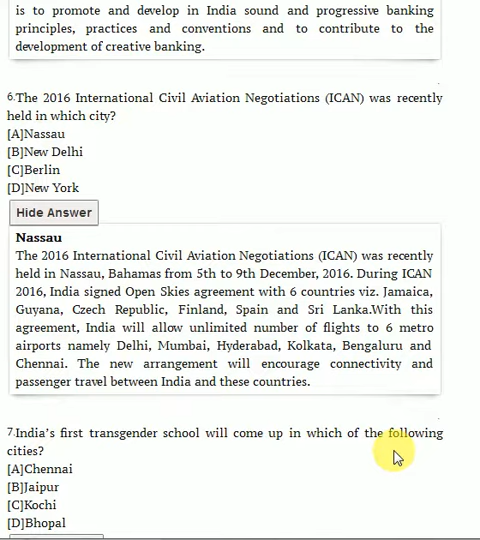 is to promote and develop in India sound and progressive banking
principles, practices and conventions and to contribute to the
development of creative banking.
6.The 2016 International Civil Aviation Negotiations (ICAN) was recently
held in which city?
[A]Nassau
[B]New Delhi
[C]Berlin
[D]New York
Hide Answer
Nassau
The 2016 International Civil Aviation Negotiations (ICAN) was recently
held in Nassau, Bahamas from 5th to 9th December, 2016. During ICAN
2016, India signed Open Skies agreement with 6 countries viz. Jamaica,
Guyana, Czech Republic, Finland, Spain and Sri Lanka.With this
agreement, India will allow unlimited number of flights to 6 metro
airports namely Delhi, Mumbai, Hyderabad, Kolkata, Bengaluru and
Chennai. The new arrangement will encourage connectivity and
passenger travel between India and these countries.
7.India's first transgender school will come up in which of the following
cities?
[A]Chennai
[B]Jaipur
[C]Kochi
[D]Bhopal